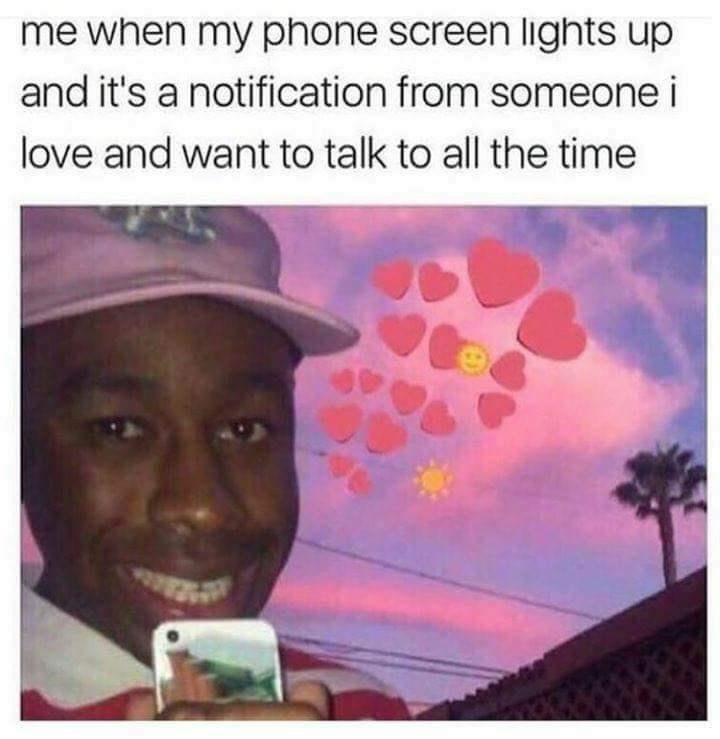 me when my phone screen lights up
and it's a notification from someone i
love and want to talk to all the time